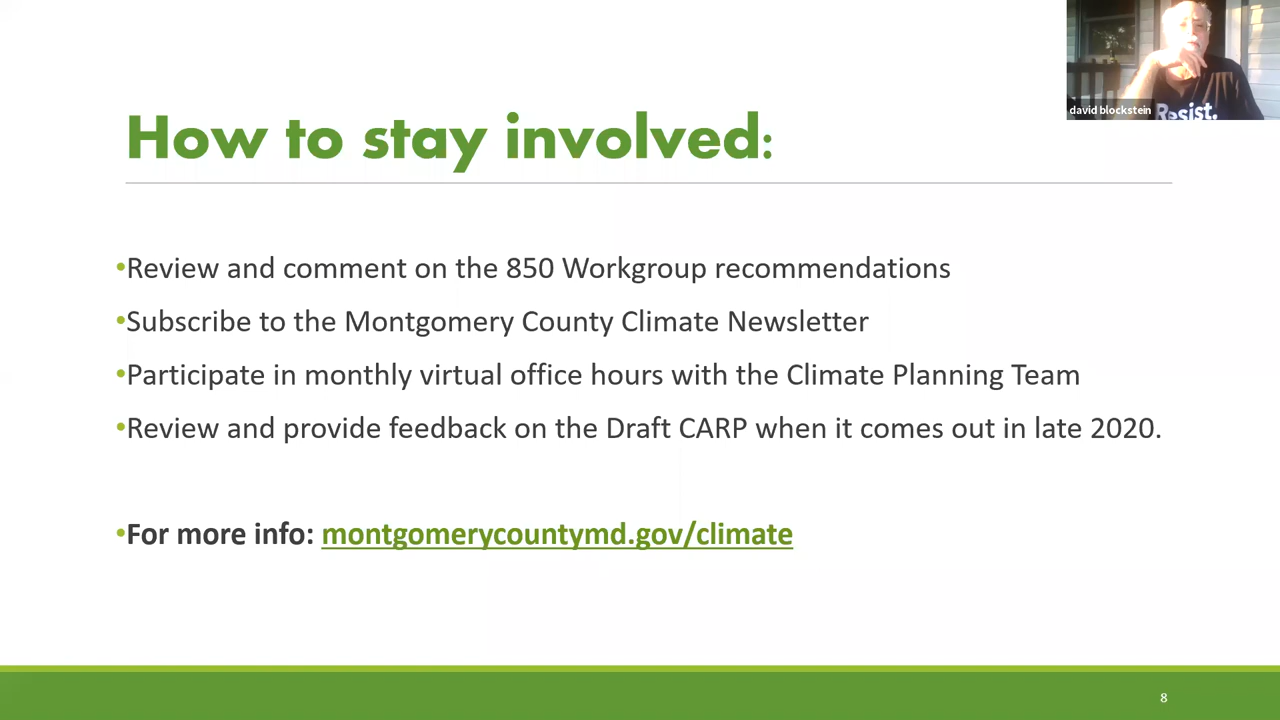 david blockstein
Resist.
How to stay involved:
•Review and comment on the 850 Workgroup recommendations
•Subscribe to the Montgomery County Climate Newsletter
•Participate in monthly virtual office hours with the Climate Planning Team
•Review and provide feedback on the Draft CARP when it comes out in late 2020.
•For more info: montgomerycountymd.gov/climate
8